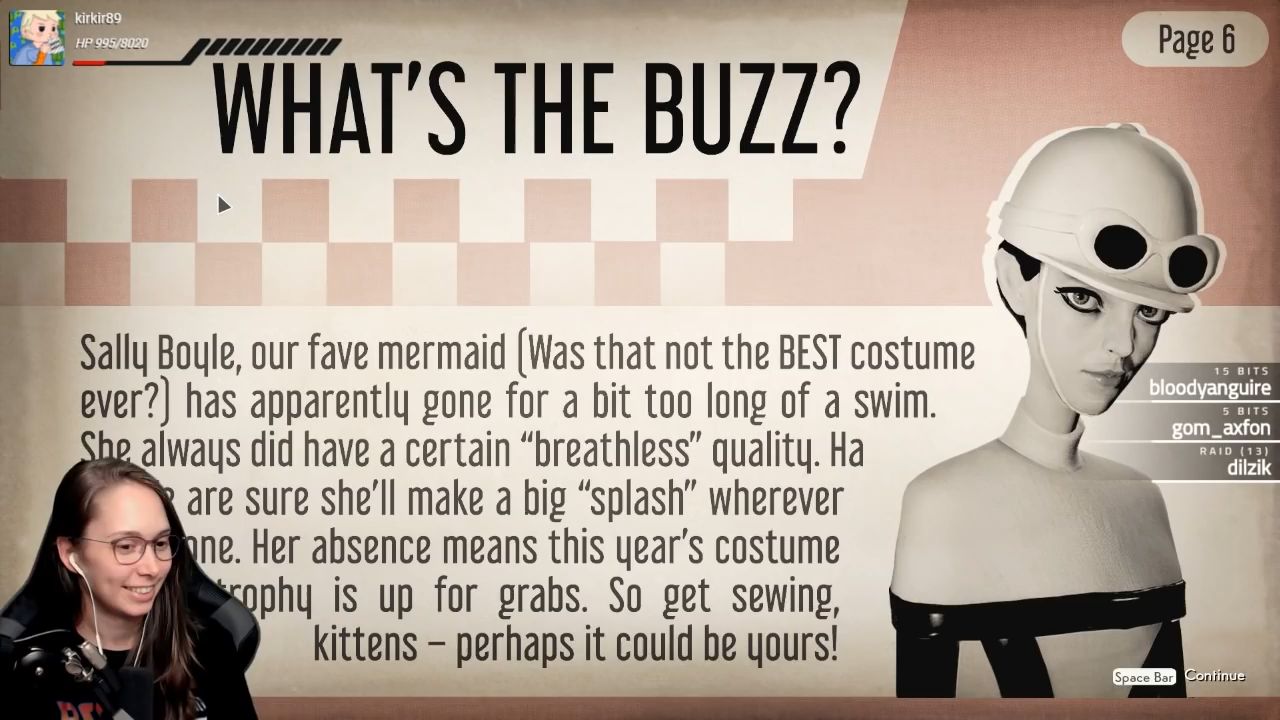 kirkir89
HP 995/8020
Page 6
WHAT'S THE BUZZ?
Sally Boyle, our fave mermaid (Was that not the BEST costume
ever?) has apparently gone for a bit too long of a swim.
She always did have a certain “breathless” quality. Ha
are sure she'll make a big “splash” wherever
Her absence means this year's costume
trophy is up for grabs. So get sewing,
kittens – perhaps it could be yours!
15 BITS
bloodyanguire
5 BITS
gom_axfon
RAID (13)
dilzik
Space Bar Continue